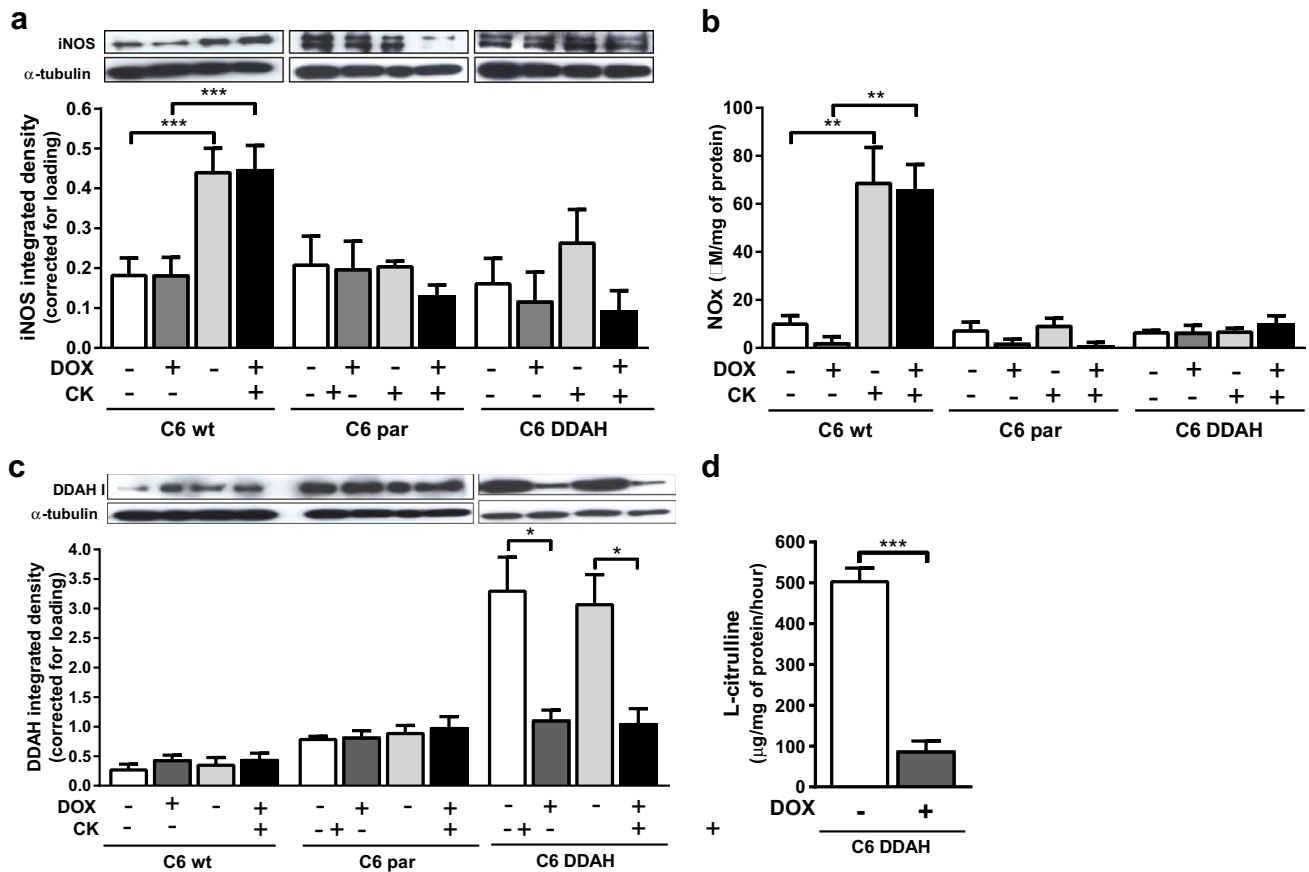 a
iNOS
α-tubulin
iNOS integrated density
(corrected for loading)
0.6
0.5
0.4
0.3
0.2
0.1
0.0
***
***
DOX - + - + - + - + - + - +
CK - - + - + - + + - - + +
C6 wt C6 par C6 DDAH
b
NOx (□M/mg of protein)
100
80
60
40
20
0
**
**
DOX - + - + - + - + - + - +
CK - - + + - - + + - - + +
C6 wt C6 par C6 DDAH
c
DDAH I
α-tubulin
DDAH integrated density
(corrected for loading)
4.0
3.5
3.0
2.5
2.0
1.5
1.0
0.5
0.0
*
*
DOX - + - + - + - + - + - +
CK - - + - + - + - + - + +
C6 wt C6 par C6 DDAH
d
L-citrulline
(µg/mg of protein/hour)
600
500
400
300
200
100
0
***
DOX - +
C6 DDAH